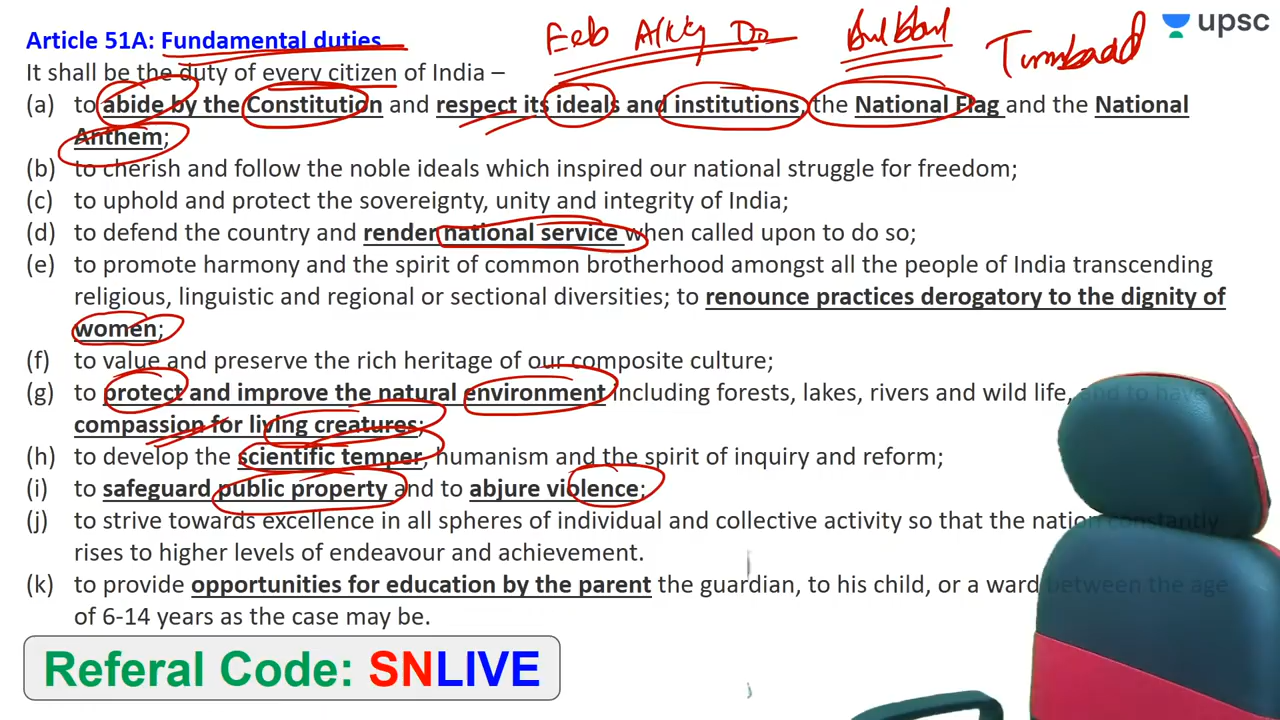 upsc
Article 51A: Fundamental duties
It shall be the duty of every citizen of India –
(a) to abide by the Constitution and respect its ideals and institutions, the National Flag and the National
Anthem;
(b) to cherish and follow the noble ideals which inspired our national struggle for freedom;
(c) to uphold and protect the sovereignty, unity and integrity of India;
(d) to defend the country and render national service when called upon to do so;
(e) to promote harmony and the spirit of common brotherhood amongst all the people of India transcending
religious, linguistic and regional or sectional diversities; to renounce practices derogatory to the dignity of
women;
(f) to value and preserve the rich heritage of our composite culture;
(g) to protect and improve the natural environment including forests, lakes, rivers and wild life, and to have
compassion for living creatures;
(h) to develop the scientific temper, humanism and the spirit of inquiry and reform;
(i) to safeguard public property and to abjure violence;
(j) to strive towards excellence in all spheres of individual and collective activity so that the nation constantly
rises to higher levels of endeavour and achievement.
(k) to provide opportunities for education by the parent the guardian, to his child, or a ward between the age
of 6-14 years as the case may be.
Referal Code: SNLIVE